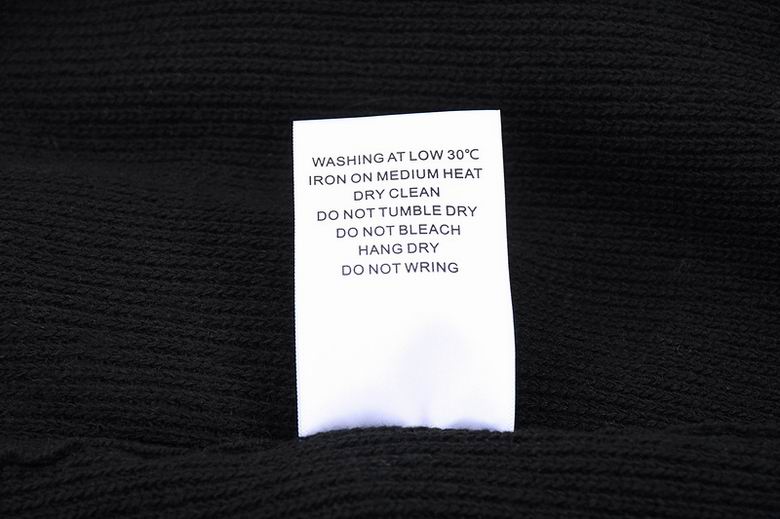 WASHING AT LOW 30℃
IRON ON MEDIUM HEAT
DRY CLEAN
DO NOT TUMBLE DRY
DO NOT BLEACH
HANG DRY
DO NOT WRING